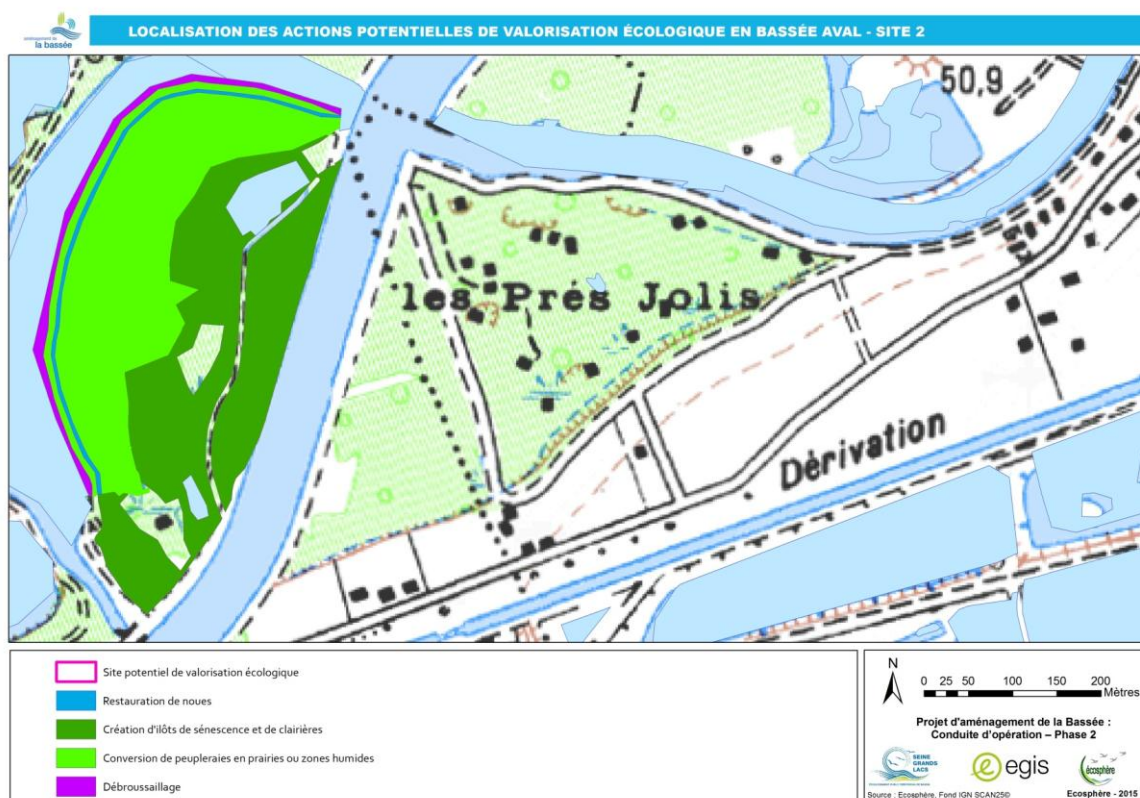 aménagement de
la bassée
LOCALISATION DES ACTIONS POTENTIELLES DE VALORISATION ÉCOLOGIQUE EN BASSÉE AVAL - SITE 2
50,9
les Prés Jolis
Dérivation
Site potentiel de valorisation écologique
Restauration de noues
Création d'ilôts de sénescence et de clairières
Conversion de peupleraies en prairies ou zones humides
Débroussaillage
N
0 25 50 100 150 200
Mètres
Projet d'aménagement de la Bassée :
Conduite d'opération – Phase 2
SEINE
GRANDS
LACS
egis
écosphère
Source : Ecosphère, Fond IGN SCAN25©
Ecosphère - 2015